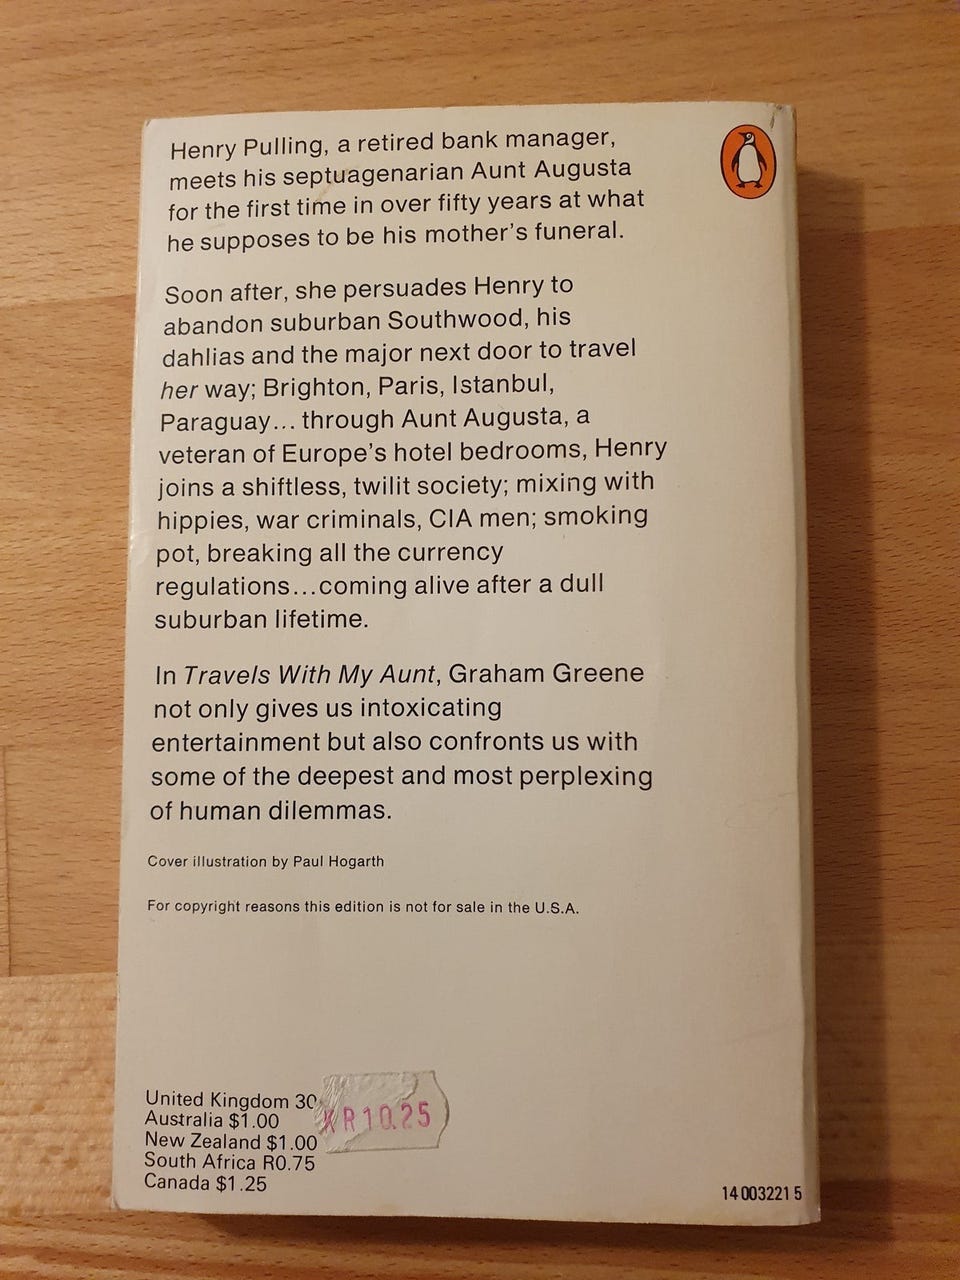 Henry Pulling, a retired bank manager,
meets his septuagenarian Aunt Augusta
for the first time in over fifty years at what
he supposes to be his mother's funeral.
Soon after, she persuades Henry to
abandon suburban Southwood, his
dahlias and the major next door to travel
her way; Brighton, Paris, Istanbul,
Paraguay... through Aunt Augusta, a
veteran of Europe's hotel bedrooms, Henry
joins a shiftless, twilit society; mixing with
hippies, war criminals, CIA men; smoking
pot, breaking all the currency
regulations...coming alive after a dull
suburban lifetime.
In Travels With My Aunt, Graham Greene
not only gives us intoxicating
entertainment but also confronts us with
some of the deepest and most perplexing
of human dilemmas.
Cover illustration by Paul Hogarth
For copyright reasons this edition is not for sale in the U.S.A.
United Kingdom 30
Australia $1.00
New Zealand $1.00
South Africa R0.75
Canada $1.25
KR 10.25
14 003221 5